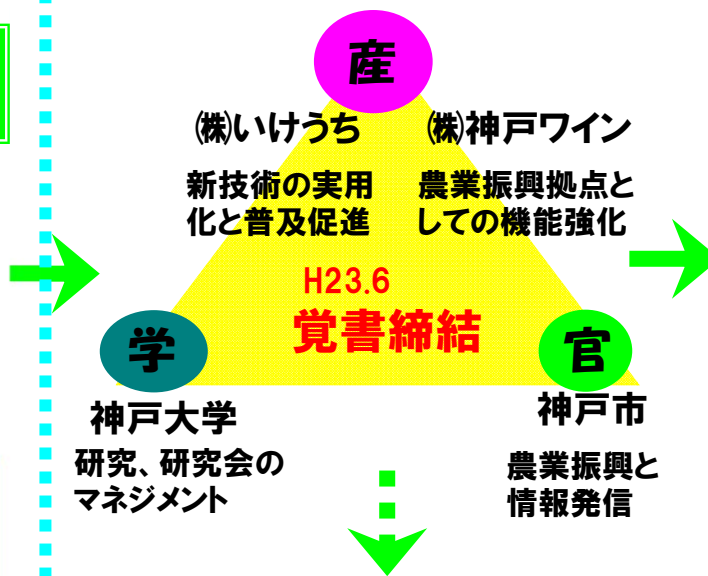 産
㈱いけうち
新技術の実用
化と普及促進
㈱神戸ワイン
農業振興拠点と
しての機能強化
H23.6
覚書締結
学
神戸大学
研究、研究会の
マネジメント
官
神戸市
農業振興と
情報発信